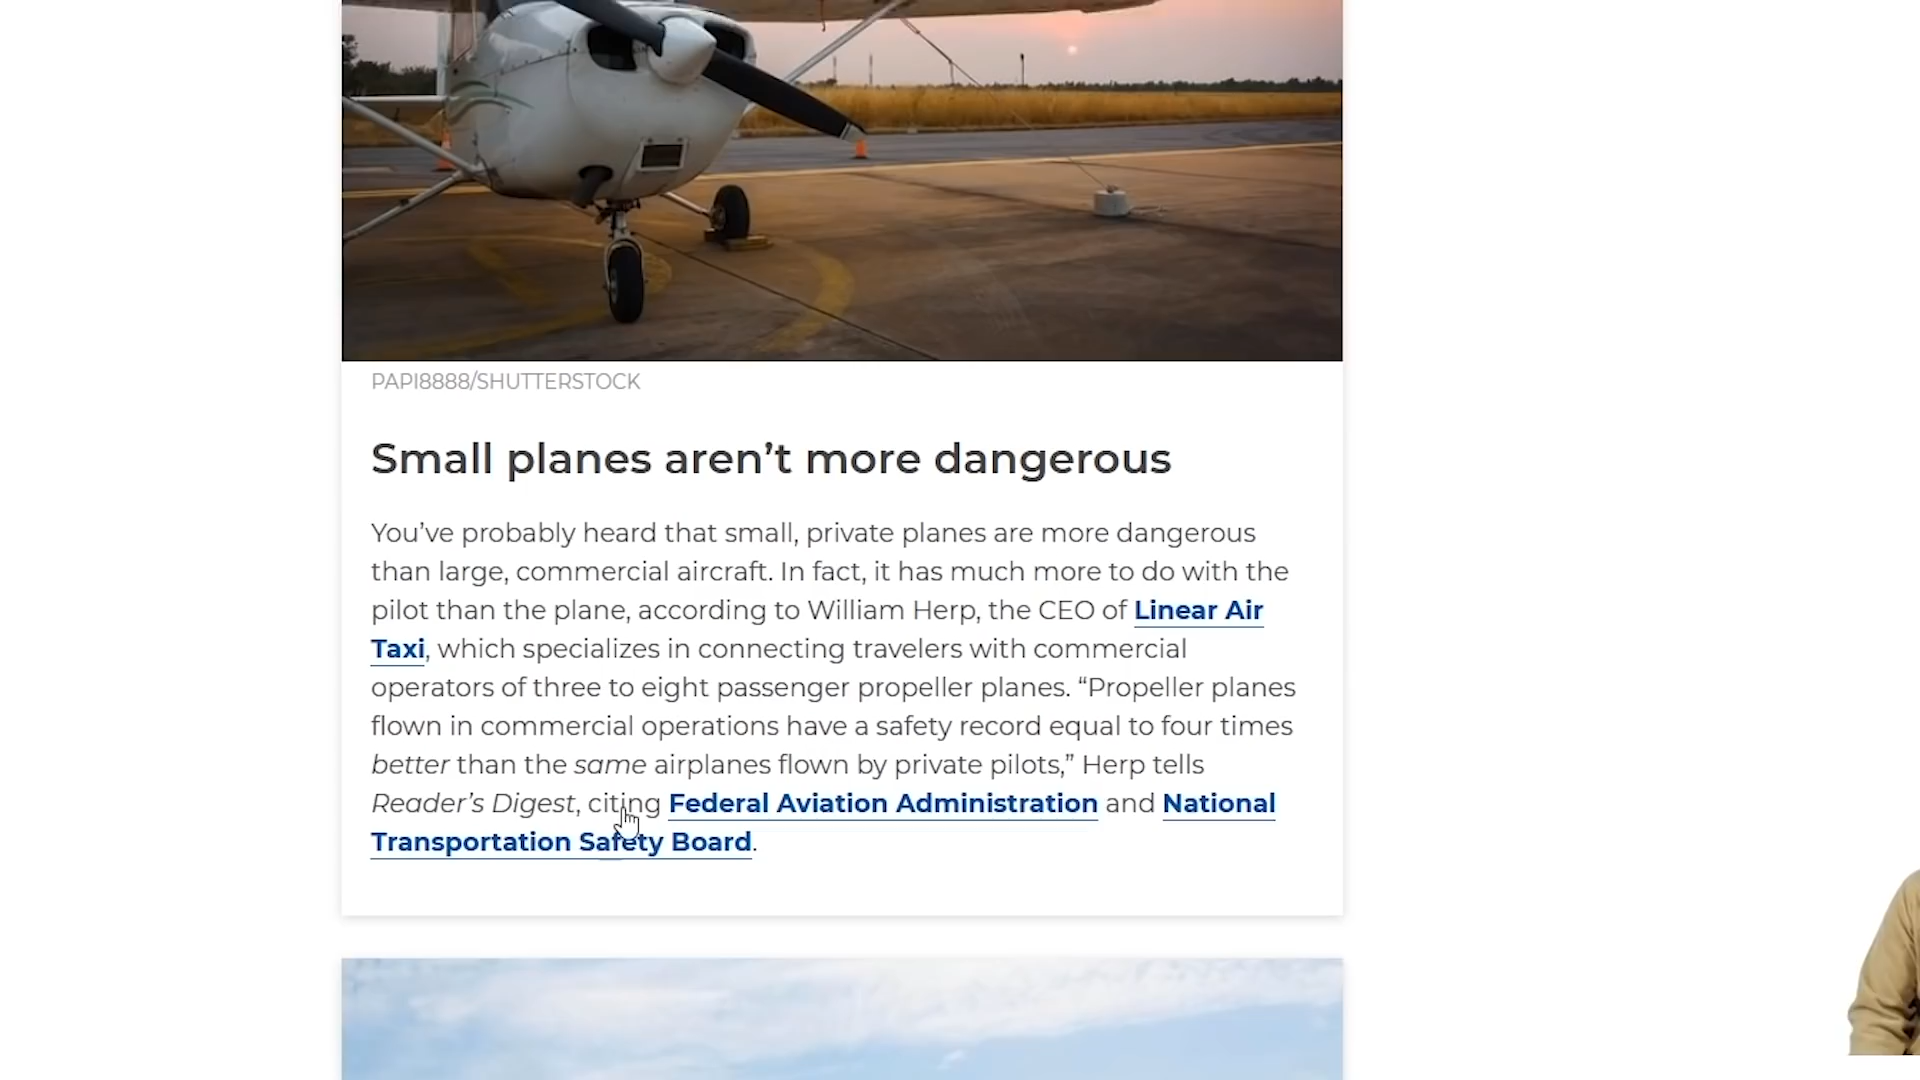 PAPI8888/SHUTTERSTOCK
Small planes aren’t more dangerous
You’ve probably heard that small, private planes are more dangerous
than large, commercial aircraft. In fact, it has much more to do with the
pilot than the plane, according to William Herp, the CEO of Linear Air
Taxi, which specializes in connecting travelers with commercial
operators of three to eight passenger propeller planes. “Propeller planes
flown in commercial operations have a safety record equal to four times
better than the same airplanes flown by private pilots,” Herp tells
Reader’s Digest, citing Federal Aviation Administration and National
Transportation Safety Board.